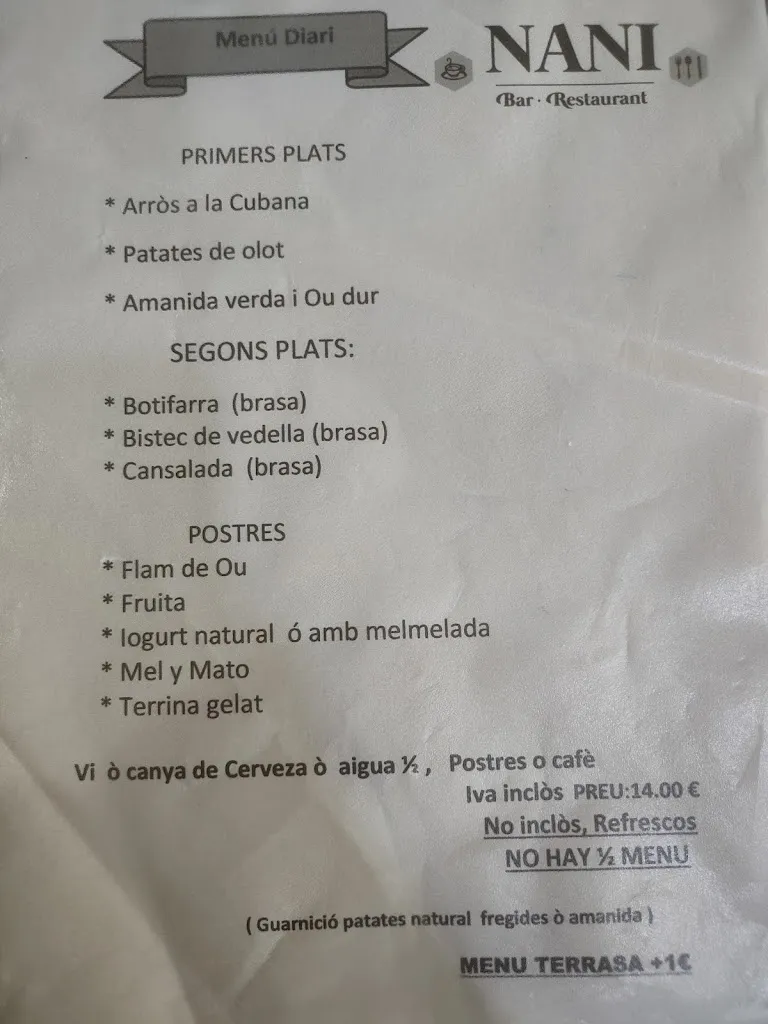 Menú Diari
NANI
Bar · Restaurant
PRIMERS PLATS
* Arròs a la Cubana
* Patates de olot
* Amanida verda i Ou dur
SEGONS PLATS:
* Botifarra (brasa)
* Bistec de vedella (brasa)
* Cansalada (brasa)
POSTRES
* Flam de Ou
* Fruita
* Iogurt natural ó amb melmelada
* Mel y Mato
* Terrina gelat
Vi ò canya de Cerveza ò aigua ½ , Postres o cafè
Iva inclòs PREU:14.00 €
No inclòs, Refrescos
NO HAY ½ MENU
( Guarnició patates natural fregides ò amanida )
MENU TERRASA +1€